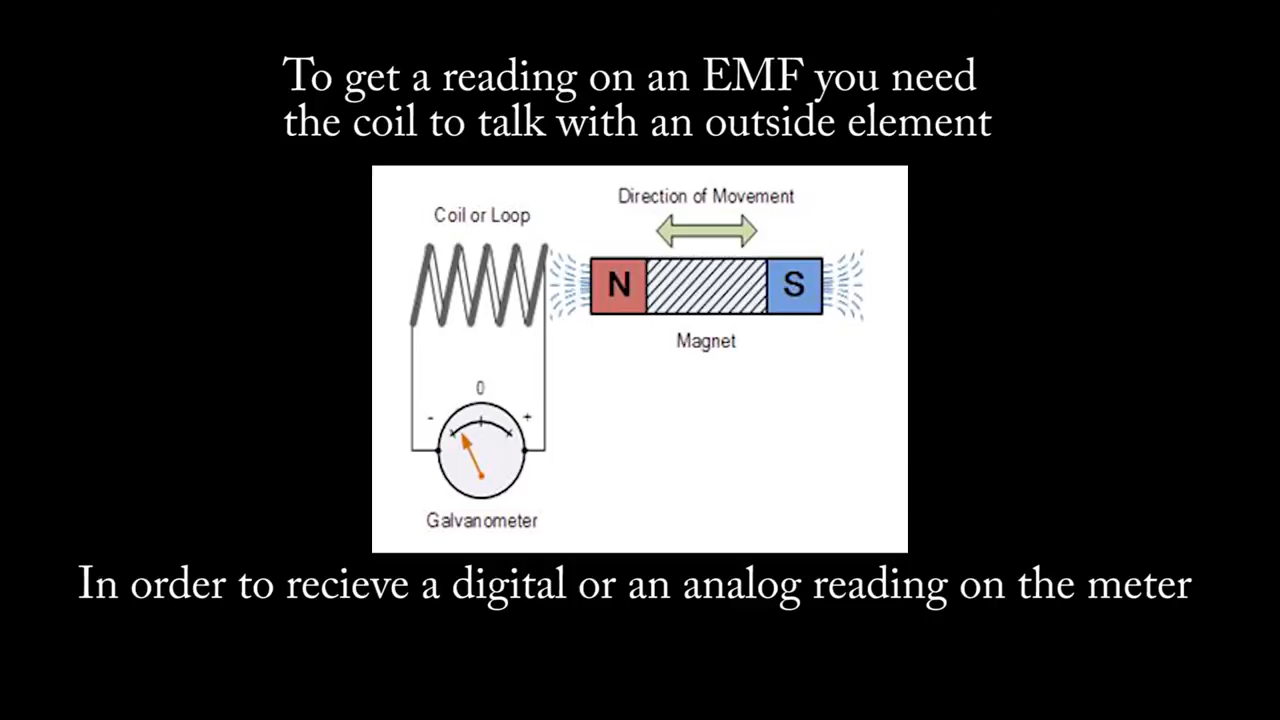 To get a reading on an EMF you need
the coil to talk with an outside element
Direction of Movement
Coil or Loop
N
S
Magnet
0
- +
Galvanometer
In order to recieve a digital or an analog reading on the meter